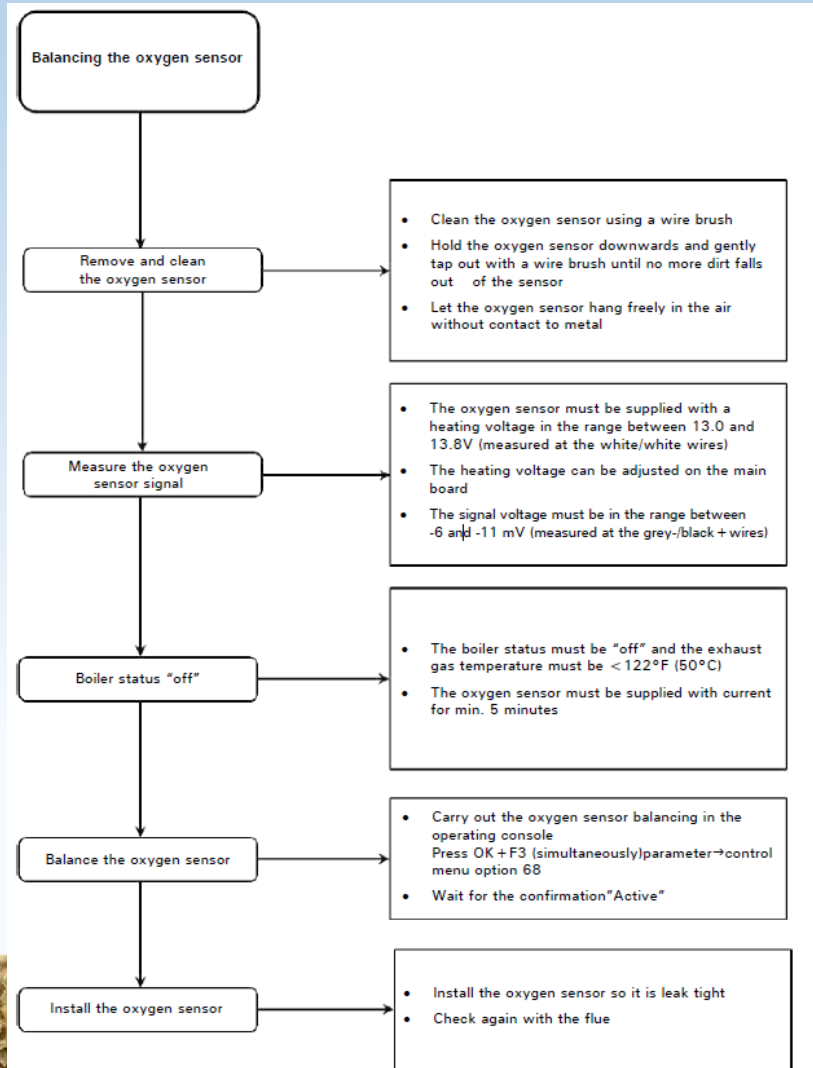 Balancing the oxygen sensor
Remove and clean
the oxygen sensor
• Clean the oxygen sensor using a wire brush
• Hold the oxygen sensor downwards and gently
tap out with a wire brush until no more dirt falls
out of the sensor
• Let the oxygen sensor hang freely in the air
without contact to metal
Measure the oxygen
sensor signal
• The oxygen sensor must be supplied with a
heating voltage in the range between 13.0 and
13.8V (measured at the white/white wires)
• The heating voltage can be adjusted on the main
board
• The signal voltage must be in the range between
-6 and -11 mV (measured at the grey-/black+wires)
Boiler status “off”
• The boiler status must be “off” and the exhaust
gas temperature must be <122°F (50°C)
• The oxygen sensor must be supplied with current
for min. 5 minutes
Balance the oxygen sensor
• Carry out the oxygen sensor balancing in the
operating console
Press OK+F3 (simultaneously)parameter→control
menu option 68
• Wait for the confirmation”Active”
Install the oxygen sensor
• Install the oxygen sensor so it is leak tight
• Check again with the flue